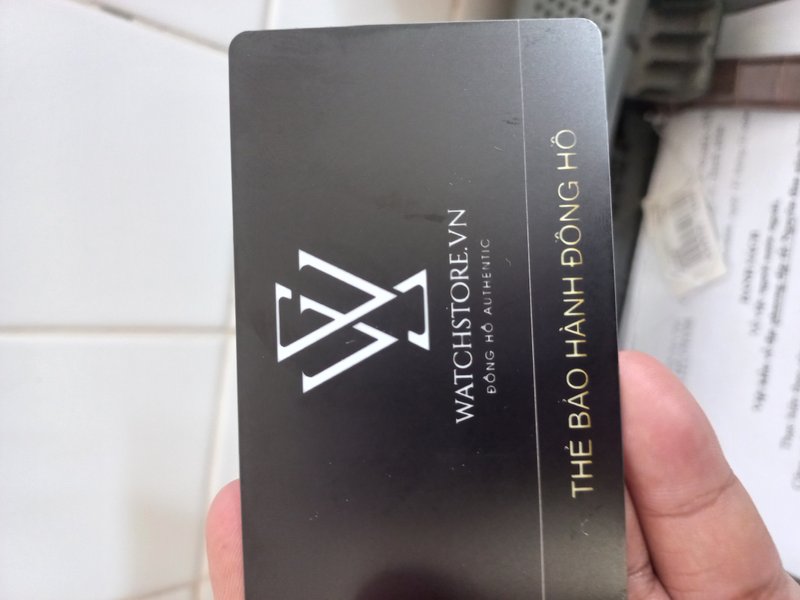 WATCHSTORE.VN
ĐỒNG HỒ AUTHENTIC
THẺ BẢO HÀNH ĐỒNG HỒ